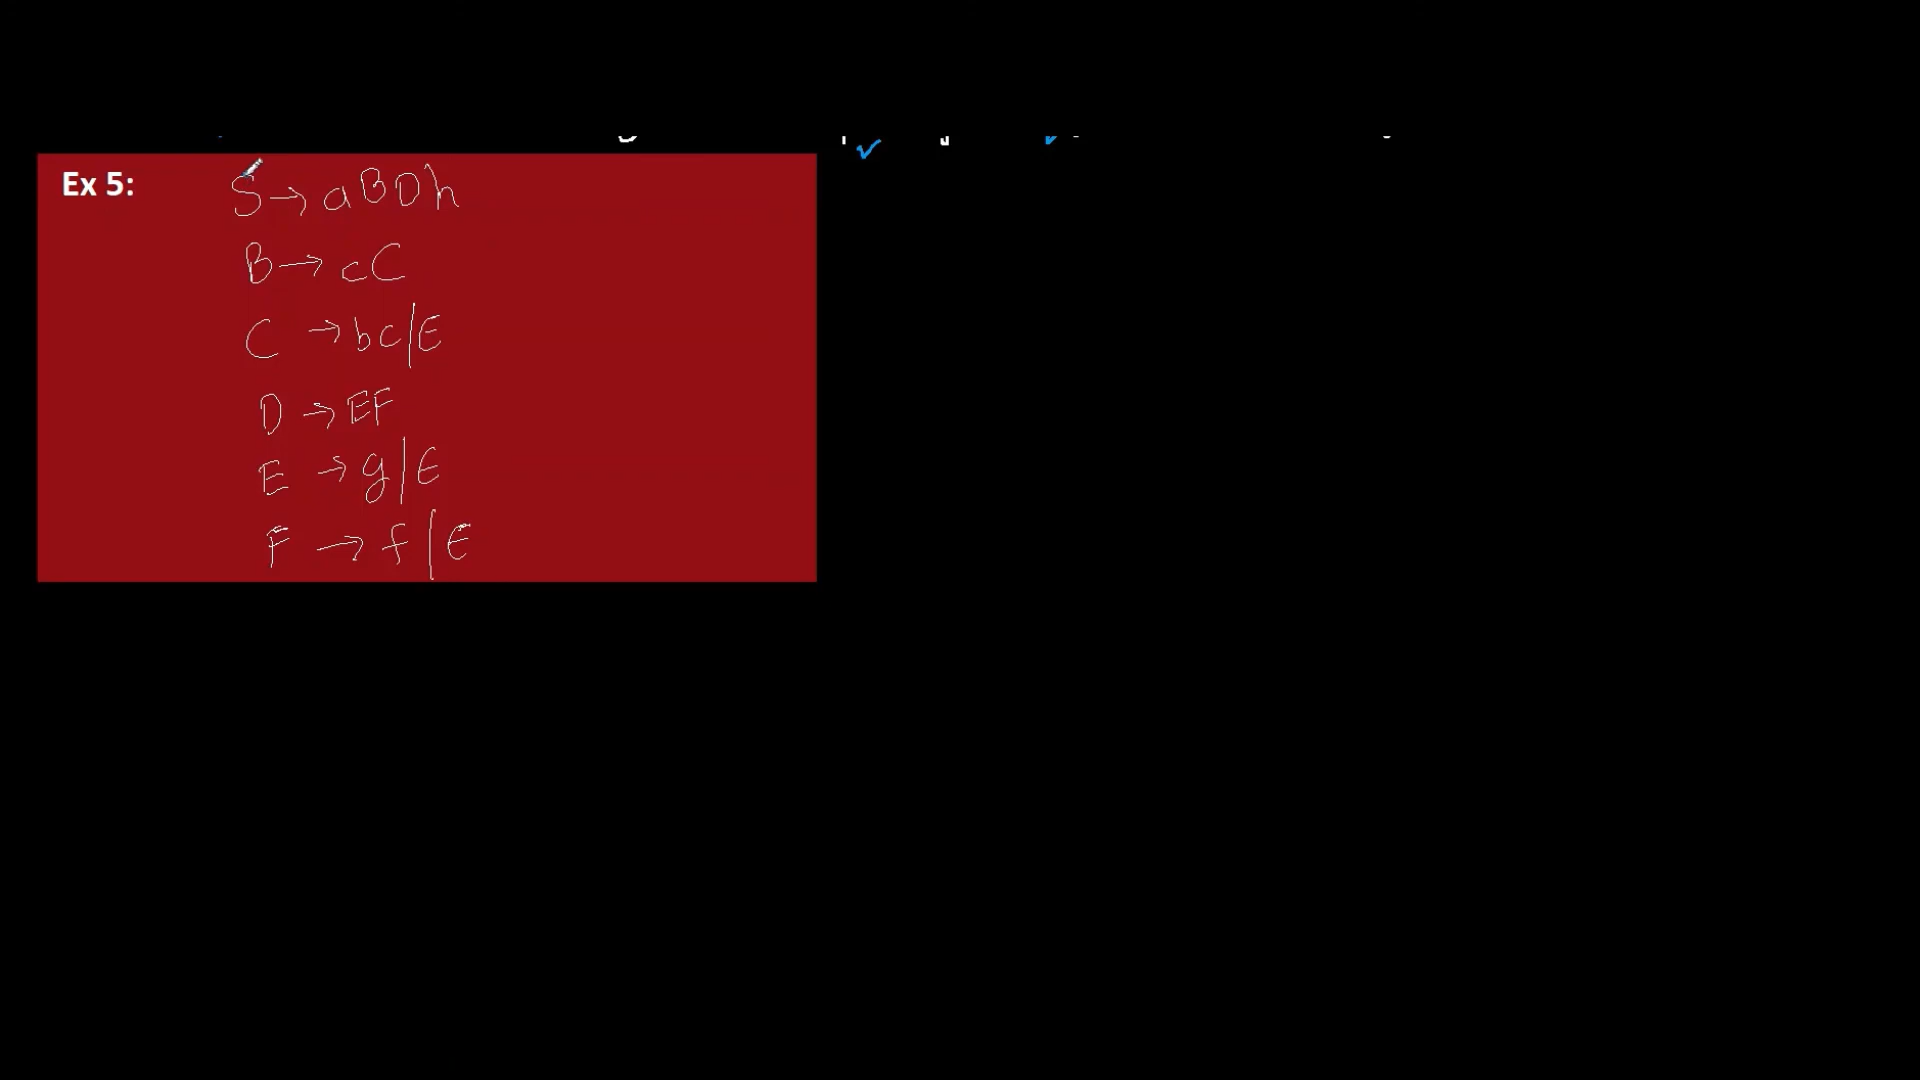 Ex 5: S → aBDh
B → cC
C → bc/E
D → EF
E → g/ε
F → f/ε